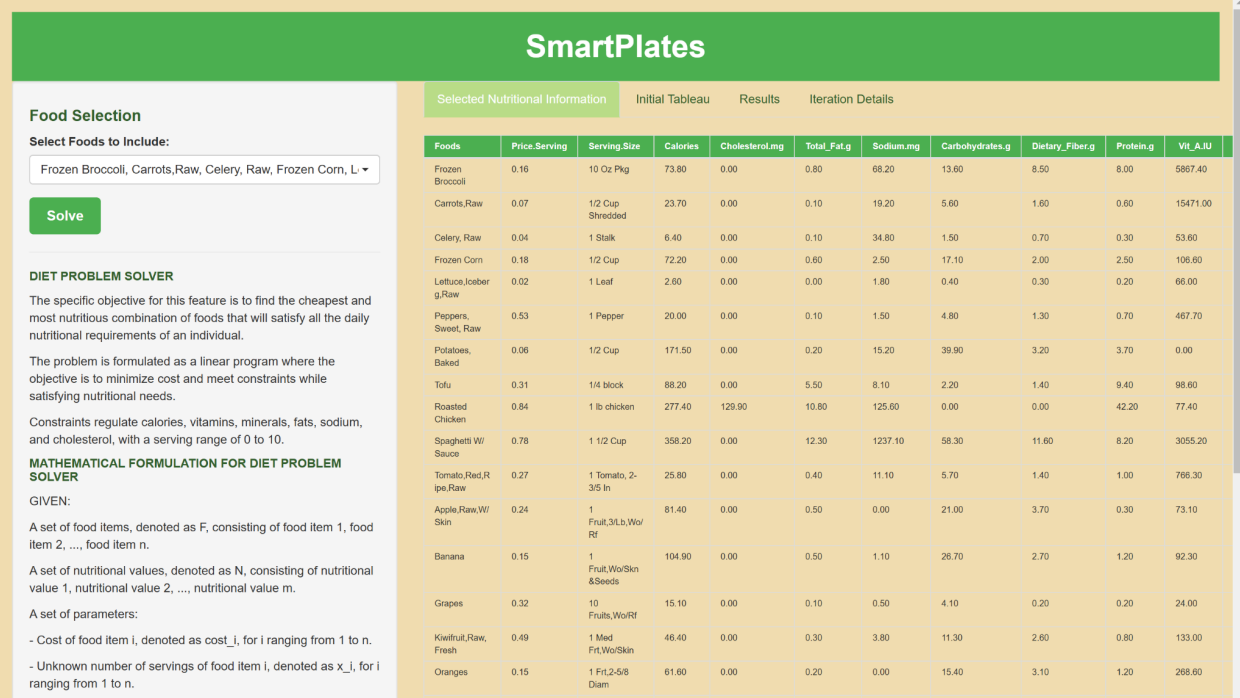 SmartPlates
Food Selection
Select Foods to Include:
Frozen Broccoli, Carrots,Raw, Celery, Raw, Frozen Corn, L
Solve
DIET PROBLEM SOLVER
The specific objective for this feature is to find the cheapest and
most nutritious combination of foods that will satisfy all the daily
nutritional requirements of an individual.
The problem is formulated as a linear program where the
objective is to minimize cost and meet constraints while
satisfying nutritional needs.
Constraints regulate calories, vitamins, minerals, fats, sodium,
and cholesterol, with a serving range of 0 to 10.
MATHEMATICAL FORMULATION FOR DIET PROBLEM
SOLVER
GIVEN:
A set of food items, denoted as F, consisting of food item 1, food
item 2, ..., food item n.
A set of nutritional values, denoted as N, consisting of nutritional
value 1, nutritional value 2, ..., nutritional value m.
A set of parameters:
- Cost of food item i, denoted as cost_i, for i ranging from 1 to n.
- Unknown number of servings of food item i, denoted as x_i, for i
ranging from 1 to n.
Selected Nutritional Information Initial Tableau Results Iteration Details
Foods Price.Serving Serving.Size Calories Cholesterol.mg Total_Fat.g Sodium.mg Carbohydrates.g Dietary_Fiber.g Protein.g Vit_A.IU
Frozen 0.16 10 Oz Pkg 73.80 0.00 0.80 68.20 13.60 8.50 8.00 5867.40
Broccoli
Carrots,Raw 0.07 1/2 Cup 23.70 0.00 0.10 19.20 5.60 1.60 0.60 15471.00
Shredded
Celery, Raw 0.04 1 Stalk 6.40 0.00 0.10 34.80 1.50 0.70 0.30 53.60
Frozen Corn 0.18 1/2 Cup 72.20 0.00 0.60 2.50 17.10 2.00 2.50 106.60
Lettuce,Iceber 0.02 1 Leaf 2.60 0.00 0.00 1.80 0.40 0.30 0.20 66.00
g,Raw
Peppers, 0.53 1 Pepper 20.00 0.00 0.10 1.50 4.80 1.30 0.70 467.70
Sweet, Raw
Potatoes, 0.06 1/2 Cup 171.50 0.00 0.20 15.20 39.90 3.20 3.70 0.00
Baked
Tofu 0.31 1/4 block 88.20 0.00 5.50 8.10 2.20 1.40 9.40 98.60
Roasted 0.84 1 lb chicken 277.40 129.90 10.80 125.60 0.00 0.00 42.20 77.40
Chicken
Spaghetti W/ 0.78 1 1/2 Cup 358.20 0.00 12.30 1237.10 58.30 11.60 8.20 3055.20
Sauce
Tomato,Red,R 0.27 1 Tomato, 2- 25.80 0.00 0.40 11.10 5.70 1.40 1.00 766.30
ipe,Raw 3/5 In
Apple,Raw,W/ 0.24 1 81.40 0.00 0.50 0.00 21.00 3.70 0.30 73.10
Skin Fruit,3/Lb,Wo/
Rf
Banana 0.15 1 104.90 0.00 0.50 1.10 26.70 2.70 1.20 92.30
Fruit,Wo/Skn
&Seeds
Grapes 0.32 10 15.10 0.00 0.10 0.50 4.10 0.20 0.20 24.00
Fruits,Wo/Rf
Kiwifruit,Raw, 0.49 1 Med 46.40 0.00 0.30 3.80 11.30 2.60 0.80 133.00
Fresh Frt,Wo/Skin
Oranges 0.15 1 Frt,2-5/8 61.60 0.00 0.20 0.00 15.40 3.10 1.20 268.60
Diam